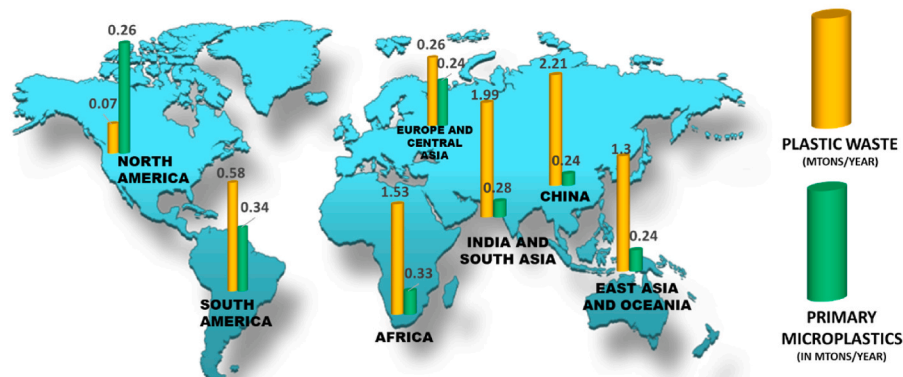 0.26
0.07
NORTH
AMERICA
0.58
0.34
SOUTH
AMERICA
0.26
0.24
EUROPE AND
CENTRAL
ASIA
1.53
0.33
AFRICA
1.99
0.28
INDIA AND
SOUTH ASIA
2.21
0.24
CHINA
1.3
0.24
EAST ASIA
AND OCEANIA
PLASTIC WASTE
(MTONS/YEAR)
PRIMARY
MICROPLASTICS
(IN MTONS/YEAR)